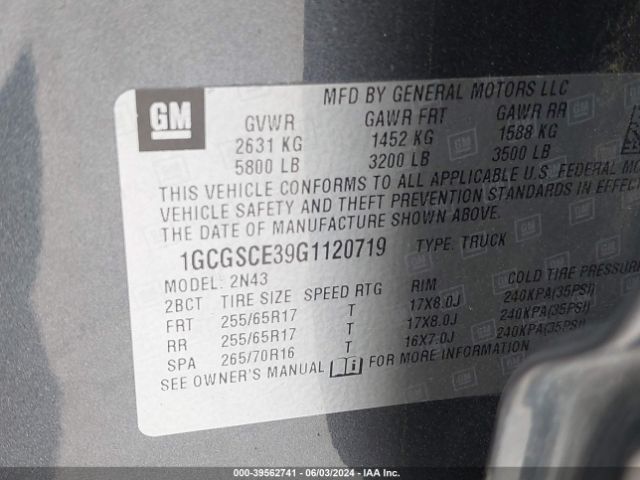 GM
MFD BY GENERAL MOTORS LLC
GVWR GAWR FRT GAWR RR
2631 KG 1452 KG 1588 KG
5800 LB 3200 LB 3500 LB
THIS VEHICLE CONFORMS TO ALL APPLICABLE U.S. FEDERAL MO
VEHICLE SAFETY AND THEFT PREVENTION STANDARDS IN EFFEC
THE DATE OF MANUFACTURE SHOWN ABOVE.
1GCGSCE39G1120719 TYPE: TRUCK
MODEL: 2N43
2BCT TIRE SIZE SPEED RTG RIM COLD TIRE PRESSUR
FRT 255/65R17 T 17X8.0J 240KPA(35PSI)
RR 255/65R17 T 17X8.0J 240KPA(35PSI)
SPA 265/70R16 T 16X7.0J 240KPA(35PSI)
SEE OWNER'S MANUAL FOR MORE INFORMATION
000-39562741 - 06/03/2024 - IAA Inc.